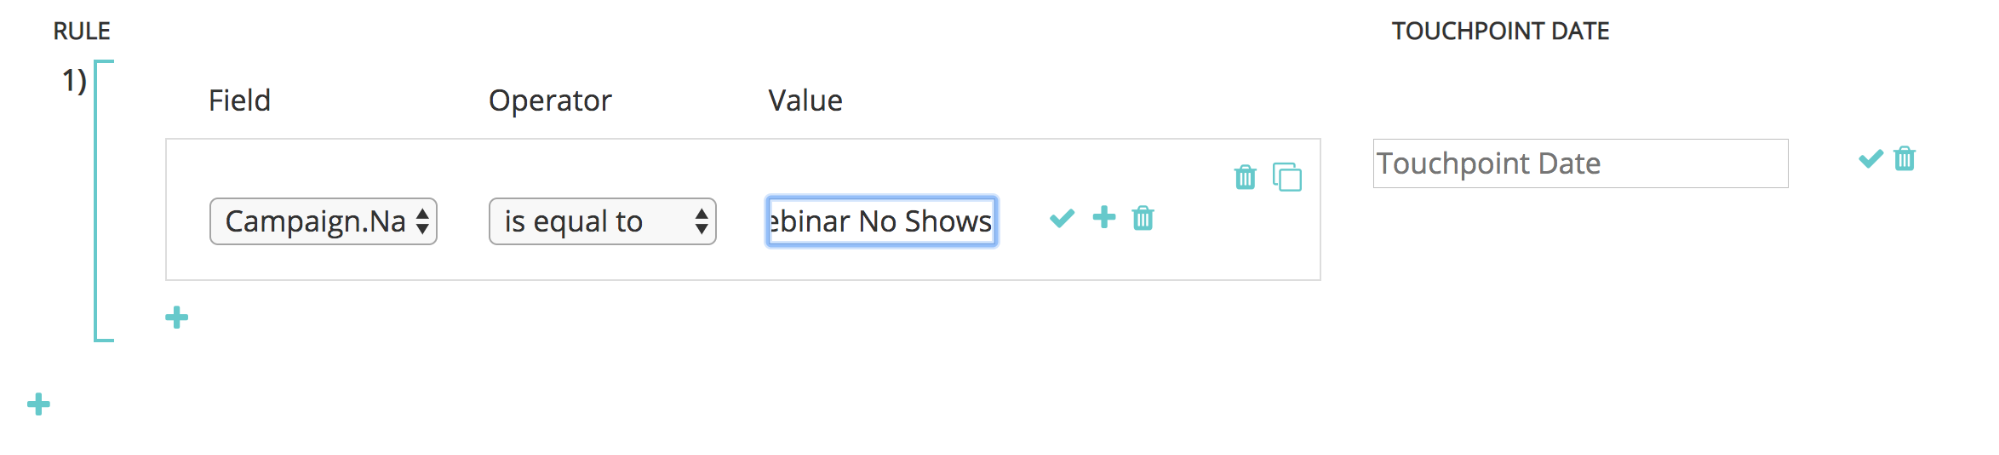 RULE
TOUCHPOINT DATE
1)
Field Operator Value
Touchpoint Date
Campaign.Na is equal to ebinar No Shows